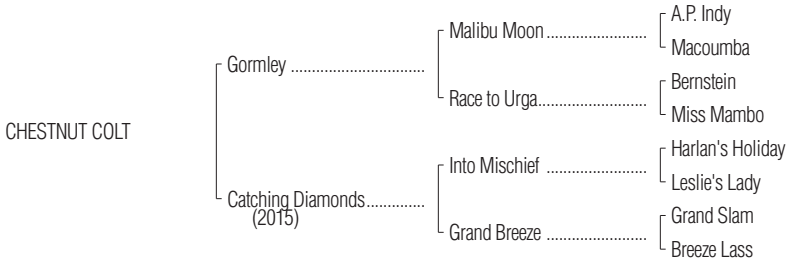 A.P. Indy
Malibu Moon ........................
Macoumba
Gormley ................................
Bernstein
Race to Urga..........................
Miss Mambo
CHESTNUT COLT
Harlan's Holiday
Into Mischief ........................
Leslie's Lady
Catching Diamonds..............
(2015)
Grand Slam
Grand Breeze ........................
Breeze Lass